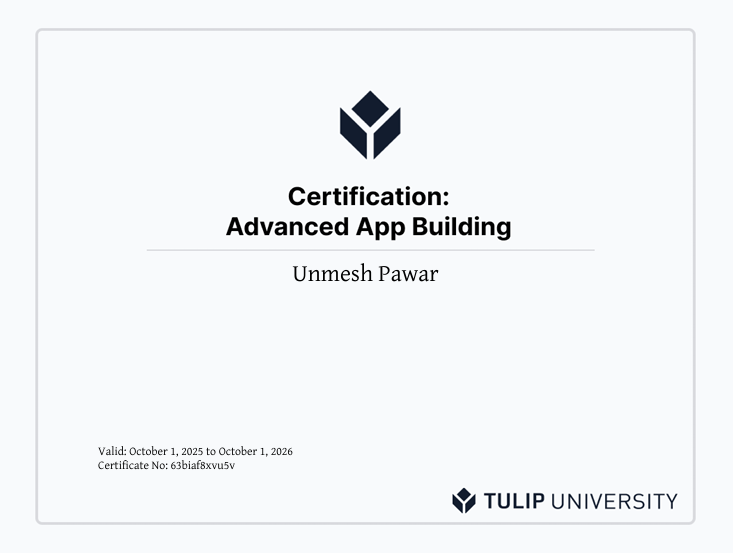 Certification:
Advanced App Building
Unmesh Pawar
Valid: October 1, 2025 to October 1, 2026
Certificate No: 63biaf8xvu5v
TULIP UNIVERSITY